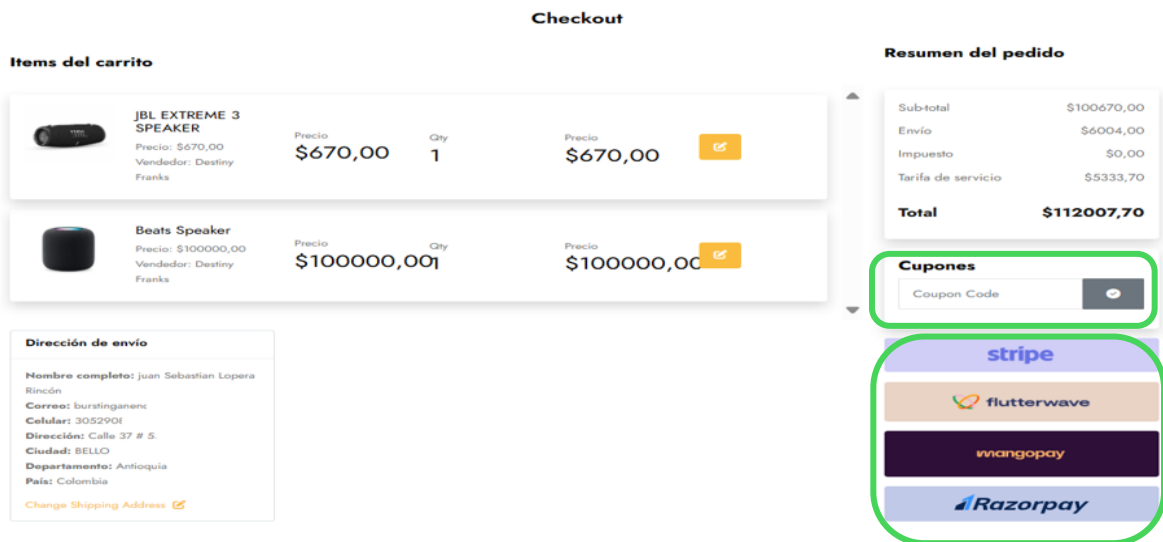 Checkout
Items del carrito
JBL EXTREME 3
SPEAKER
Precio: $670,00
Vendedor: Destiny
Franks
Precio
$670,00
Qty
1
Precio
$670,00
Beats Speaker
Precio: $100000,00
Vendedor: Destiny
Franks
Precio
$100000,00
Qty
1
Precio
$100000,00
Dirección de envío
Nombre completo: juan Sebastian Lopera
Rincón
Correo: burstinganenc
Celular: 305290
Dirección: Calle 37 # 5.
Ciudad: BELLO
Departamento: Antioquia
País: Colombia
Change Shipping Address
Resumen del pedido
Sub-total $100670,00
Envío $6004,00
Impuesto $0,00
Tarifa de servicio $5333,70
Total $112007,70
Cupones
Coupon Code
stripe
flutterwave
mangopay
Razorpay